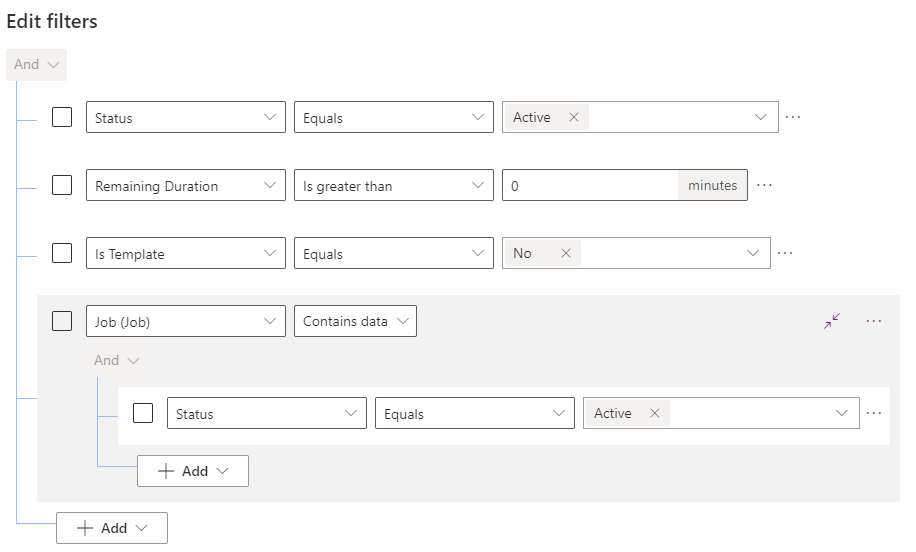 Edit filters
And
Status Equals Active
Remaining Duration Is greater than 0 minutes
Is Template Equals No
Job (Job) Contains data
And
Status Equals Active
Add
Add